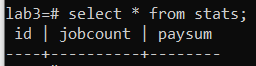 lab3=# select * from stats;
 id | jobcount | paysum
----+----------+--------